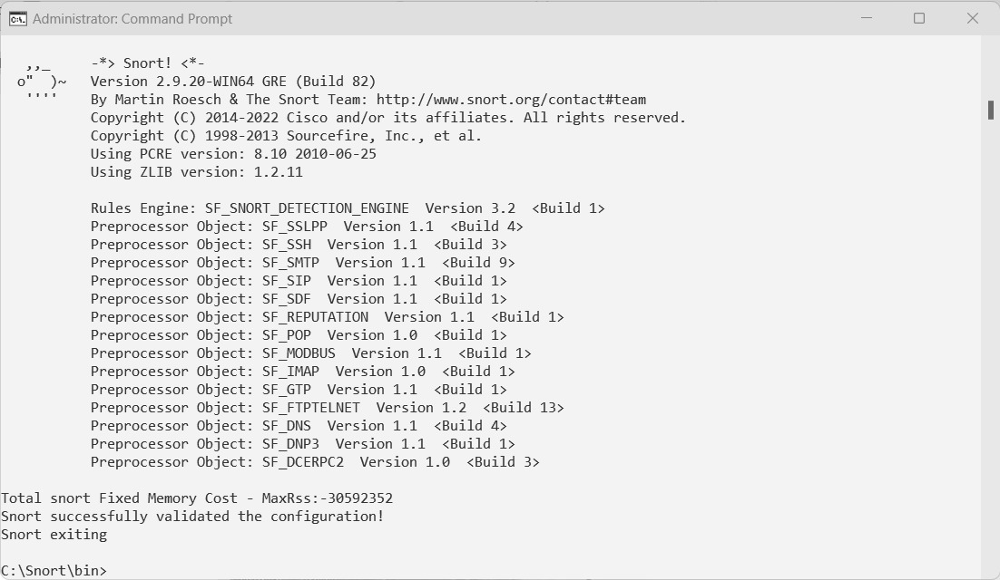 Administrator: Command Prompt
,,_ -*> Snort! <*-
o" )~ Version 2.9.20-WIN64 GRE (Build 82)
'''' By Martin Roesch & The Snort Team: http://www.snort.org/contact#team
Copyright (C) 2014-2022 Cisco and/or its affiliates. All rights reserved.
Copyright (C) 1998-2013 Sourcefire, Inc., et al.
Using PCRE version: 8.10 2010-06-25
Using ZLIB version: 1.2.11
Rules Engine: SF_SNORT_DETECTION_ENGINE Version 3.2 <Build 1>
Preprocessor Object: SF_SSLPP Version 1.1 <Build 4>
Preprocessor Object: SF_SSH Version 1.1 <Build 3>
Preprocessor Object: SF_SMTP Version 1.1 <Build 9>
Preprocessor Object: SF_SIP Version 1.1 <Build 1>
Preprocessor Object: SF_SDF Version 1.1 <Build 1>
Preprocessor Object: SF_REPUTATION Version 1.1 <Build 1>
Preprocessor Object: SF_POP Version 1.0 <Build 1>
Preprocessor Object: SF_MODBUS Version 1.1 <Build 1>
Preprocessor Object: SF_IMAP Version 1.0 <Build 1>
Preprocessor Object: SF_GTP Version 1.1 <Build 1>
Preprocessor Object: SF_FTPTELNET Version 1.2 <Build 13>
Preprocessor Object: SF_DNS Version 1.1 <Build 4>
Preprocessor Object: SF_DNP3 Version 1.1 <Build 1>
Preprocessor Object: SF_DCERPC2 Version 1.0 <Build 3>
Total snort Fixed Memory Cost - MaxRss:-30592352
Snort successfully validated the configuration!
Snort exiting
C:\Snort\bin>